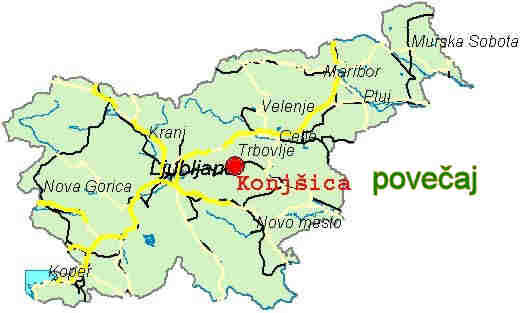 Murska Sobota
Maribor
Ptuj
Velenje
Celje
Kranj
Trbovlje
Ljubljana
Konjšica
povečaj
Nova Gorica
Novo mesto
Koper